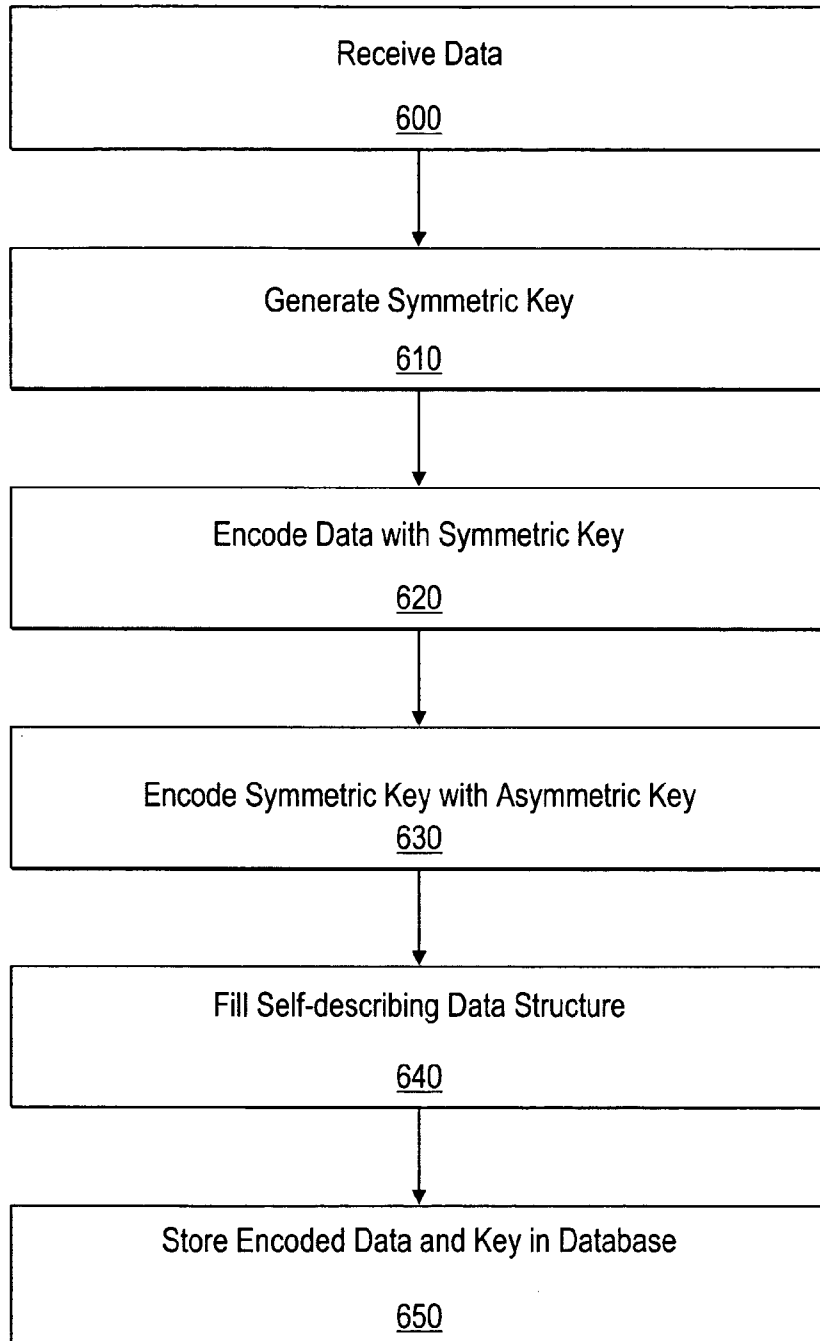 Receive Data
600
Generate Symmetric Key
610
Encode Data with Symmetric Key
620
Encode Symmetric Key with Asymmetric Key
630
Fill Self-describing Data Structure
640
Store Encoded Data and Key in Database
650